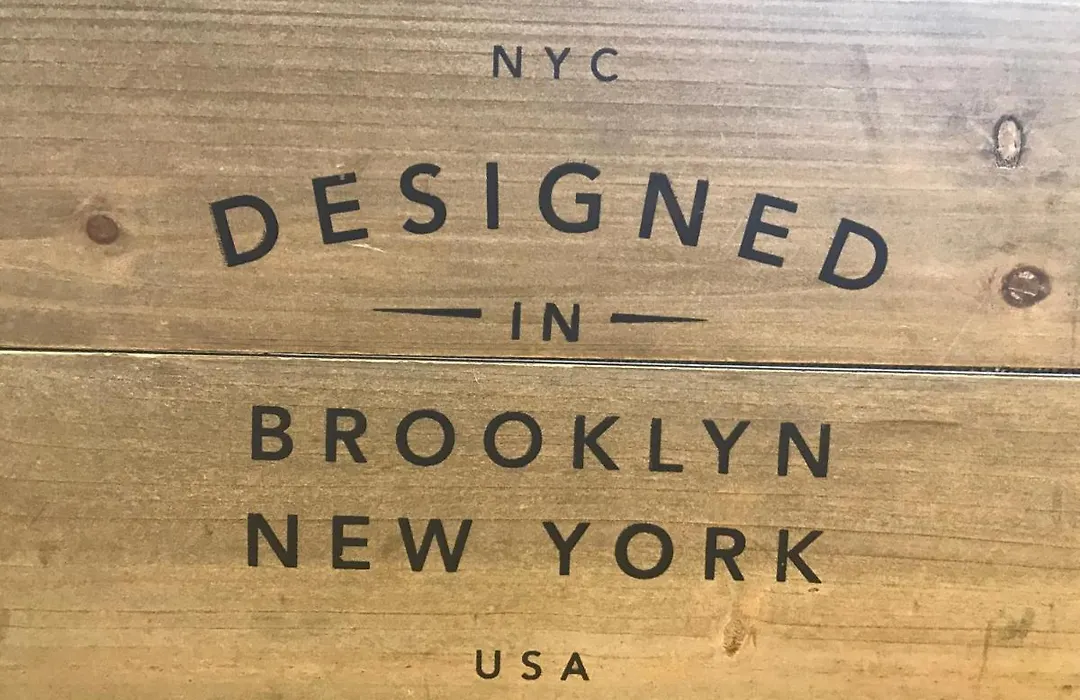 NYC
DESIGNED
IN
BROOKLYN
NEW YORK
USA